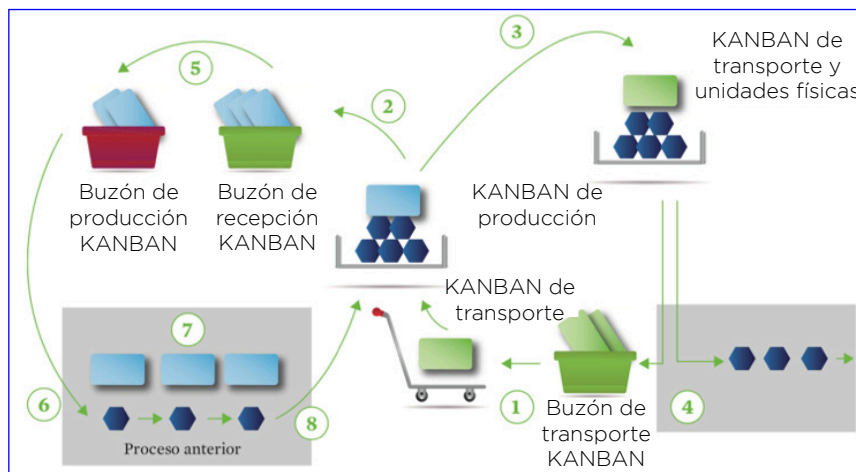 3
KANBAN de
transporte y
unidades físicas
5
2
Buzón de
producción
KANBAN
Buzón de
recepción
KANBAN
KANBAN de
producción
KANBAN de
transporte
7
6
8
Proceso anterior
1
Buzón de
transporte
KANBAN
4